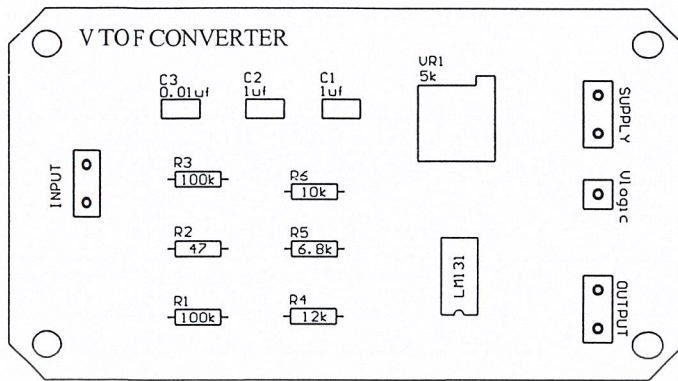 V TO F CONVERTER
C3
0.01uf
C2
1uf
C1
1uf
VR1
5k
SUPPLY
R3
100k
R6
10k
INPUT
Vlogic
R2
47
R5
6.8k
LM131
R1
100k
R4
12k
OUTPUT